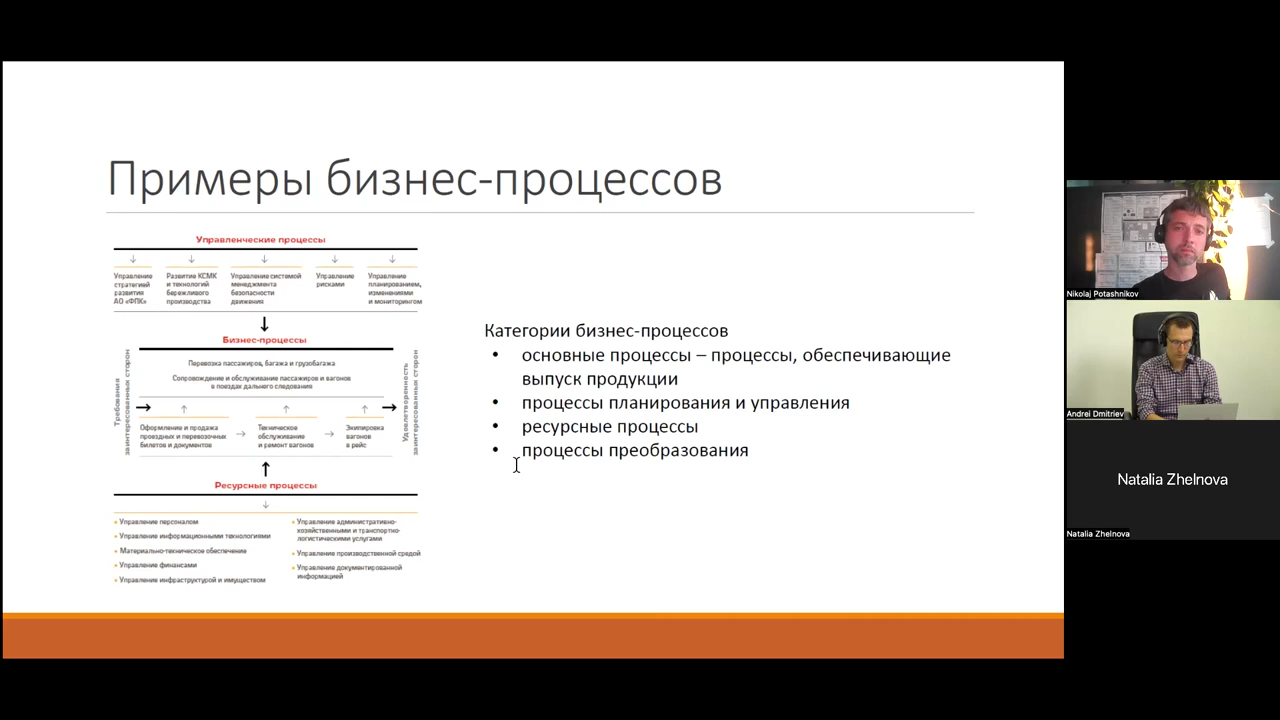 Примеры бизнес-процессов
Управленческие процессы
Управление
стратегией
развития
АО «ФПК»
Развитие КСМК
и технологий
бережливого
производства
Управление системой
менеджмента
безопасности
движения
Управление
рисками
Управление
планированием,
изменениями
и мониторингом
Бизнес-процессы
Требования
заинтересованных сторон
Перевозка пассажиров, багажа и грузобагажа
Сопровождение и обслуживание пассажиров и вагонов
в поездах дальнего следования
Оформление и продажа
проездных и перевозочных
билетов и документов
Техническое
обслуживание
и ремонт вагонов
Экипировка
вагонов
в рейс
Удовлетворенность
заинтересованных сторон
Ресурсные процессы
• Управление персоналом
• Управление информационными технологиями
• Материально-техническое обеспечение
• Управление финансами
• Управление инфраструктурой и имуществом
• Управление административно-
хозяйственными и транспортно-
логистическими услугами
• Управление производственной средой
• Управление документированной
информацией
Категории бизнес-процессов
• основные процессы – процессы, обеспечивающие
выпуск продукции
• процессы планирования и управления
• ресурсные процессы
• процессы преобразования
Nikolaj Potashnikov
Andrei Dmitriev
Natalia Zhelnova
Natalia Zhelnova